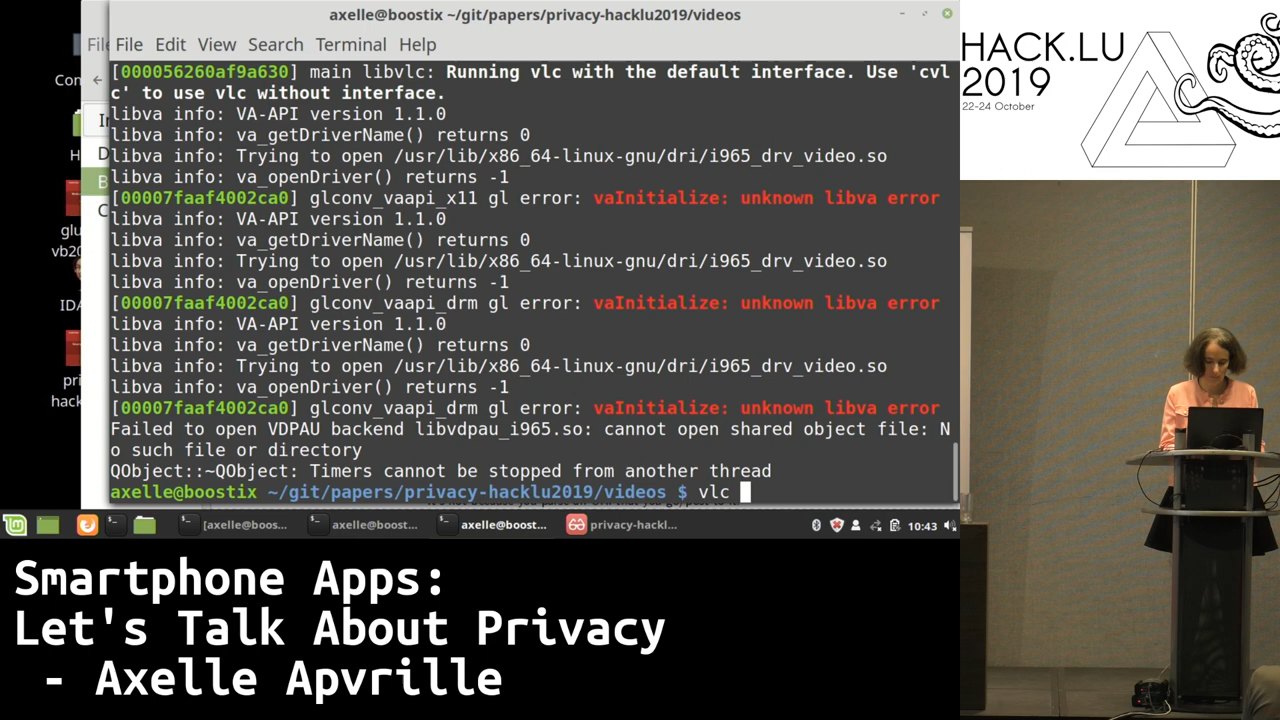 axelle@boostix ~/git/papers/privacy-hacklu2019/videos
File Edit View Search Terminal Help
[000056260af9a630] main libvlc: Running vlc with the default interface. Use 'cvl
c' to use vlc without interface.
libva info: VA-API version 1.1.0
libva info: va_getDriverName() returns 0
libva info: Trying to open /usr/lib/x86_64-linux-gnu/dri/i965_drv_video.so
libva info: va_openDriver() returns -1
[00007faaf4002ca0] glconv_vaapi_x11 gl error: vaInitialize: unknown libva error
libva info: VA-API version 1.1.0
libva info: va_getDriverName() returns 0
libva info: Trying to open /usr/lib/x86_64-linux-gnu/dri/i965_drv_video.so
libva info: va_openDriver() returns -1
[00007faaf4002ca0] glconv_vaapi_drm gl error: vaInitialize: unknown libva error
libva info: VA-API version 1.1.0
libva info: va_getDriverName() returns 0
libva info: Trying to open /usr/lib/x86_64-linux-gnu/dri/i965_drv_video.so
libva info: va_openDriver() returns -1
[00007faaf4002ca0] glconv_vaapi_drm gl error: vaInitialize: unknown libva error
Failed to open VDPAU backend libvdpau_i965.so: cannot open shared object file: N
o such file or directory
QObject::~QObject: Timers cannot be stopped from another thread
axelle@boostix ~/git/papers/privacy-hacklu2019/videos $ vlc
File
Con
In
H
D
B
C
glu
vb20
IDA
pri
hack
[axelle@boos...
axelle@boost...
axelle@boost...
privacy-hackl...
10:43
HACK.LU
2019
22-24 October
Smartphone Apps:
Let's Talk About Privacy
- Axelle Apvrille